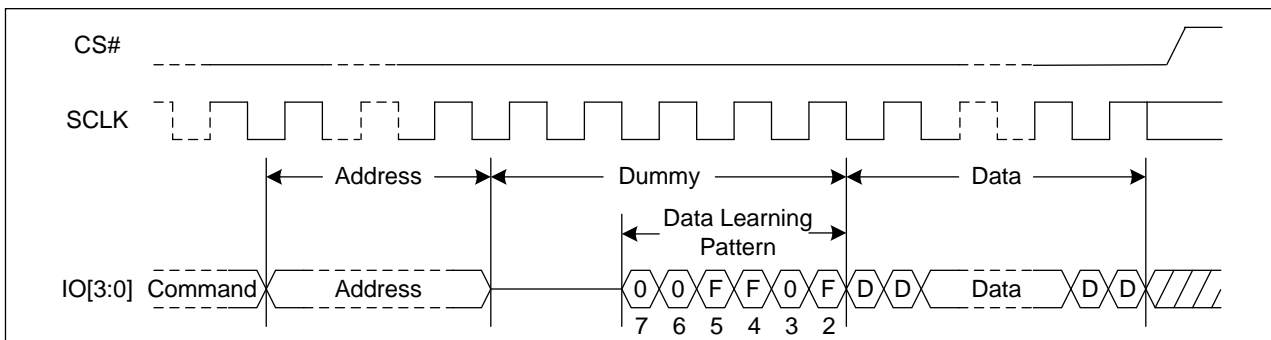 CS#
SCLK
Address Dummy Data
Data Learning
Pattern
IO[3:0] Command Address 0 0 F F 0 F D D Data D D
7 6 5 4 3 2